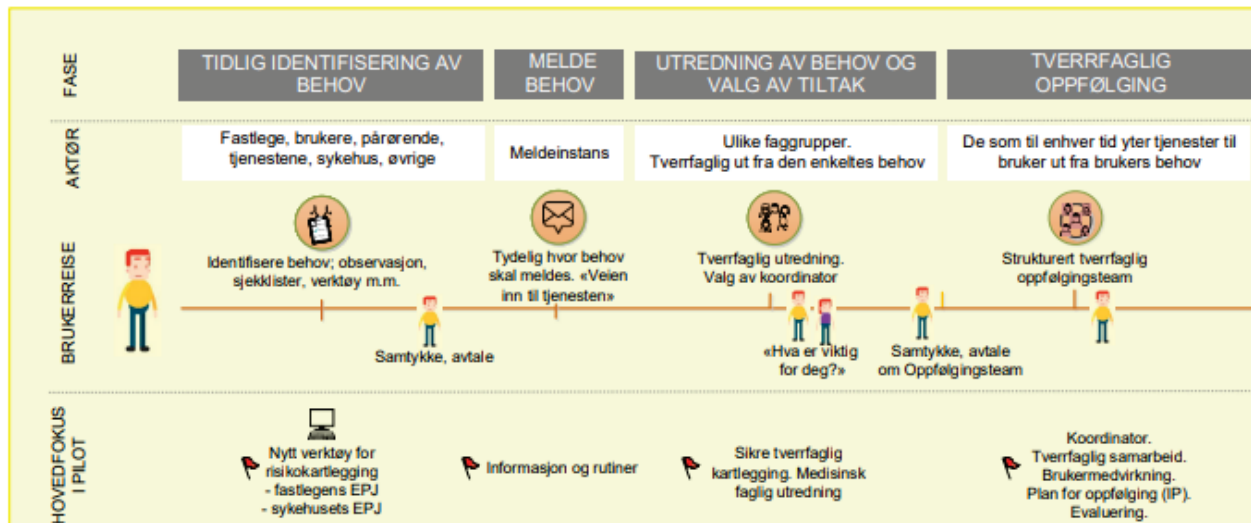 FASE
TIDLIG IDENTIFISERING AV
BEHOV
MELDE
BEHOV
UTREDNING AV BEHOV OG
VALG AV TILTAK
TVERRFAGLIG
OPPFØLGING
AKTØR
Fastlege, brukere, pårørende,
tjenestene, sykehus, øvrige
Meldeinstans
Ulike faggrupper.
Tverrfaglig ut fra den enkeltes behov
De som til enhver tid yter tjenester til
bruker ut fra brukers behov
BRUKERREISE
Identifisere behov; observasjon,
sjekklister, verktøy m.m.
Samtykke, avtale
Tydelig hvor behov
skal meldes. «Veien
inn til tjenesten»
Tverrfaglig utredning.
Valg av koordinator
«Hva er viktig
for deg?»
Samtykke, avtale
om Oppfølgingsteam
Strukturert tverrfaglig
oppfølgingsteam
HOVEDFOKUS
I PILOT
Nytt verktøy for
risikokartlegging
- fastlegens EPJ
- sykehusets EPJ
Informasjon og rutiner
Sikre tverrfaglig
kartlegging. Medisinsk
faglig utredning
Koordinator.
Tverrfaglig samarbeid.
Brukermedvirkning.
Plan for oppfølging (IP).
Evaluering.